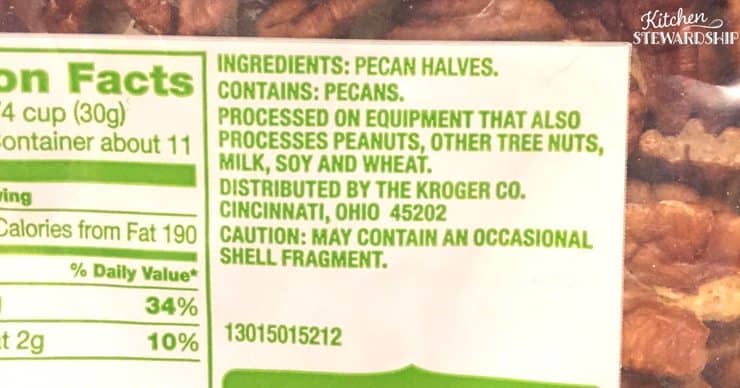 Kitchen
STEWARDSHIP
on Facts
4 cup (30g)
ontainer about 11
ing
Calories from Fat 190
% Daily Value*
34%
t 2g
10%
INGREDIENTS: PECAN HALVES.
CONTAINS: PECANS.
PROCESSED ON EQUIPMENT THAT ALSO
PROCESSES PEANUTS, OTHER TREE NUTS,
MILK, SOY AND WHEAT.
DISTRIBUTED BY THE KROGER CO.
CINCINNATI, OHIO 45202
CAUTION: MAY CONTAIN AN OCCASIONAL
SHELL FRAGMENT.
13015015212